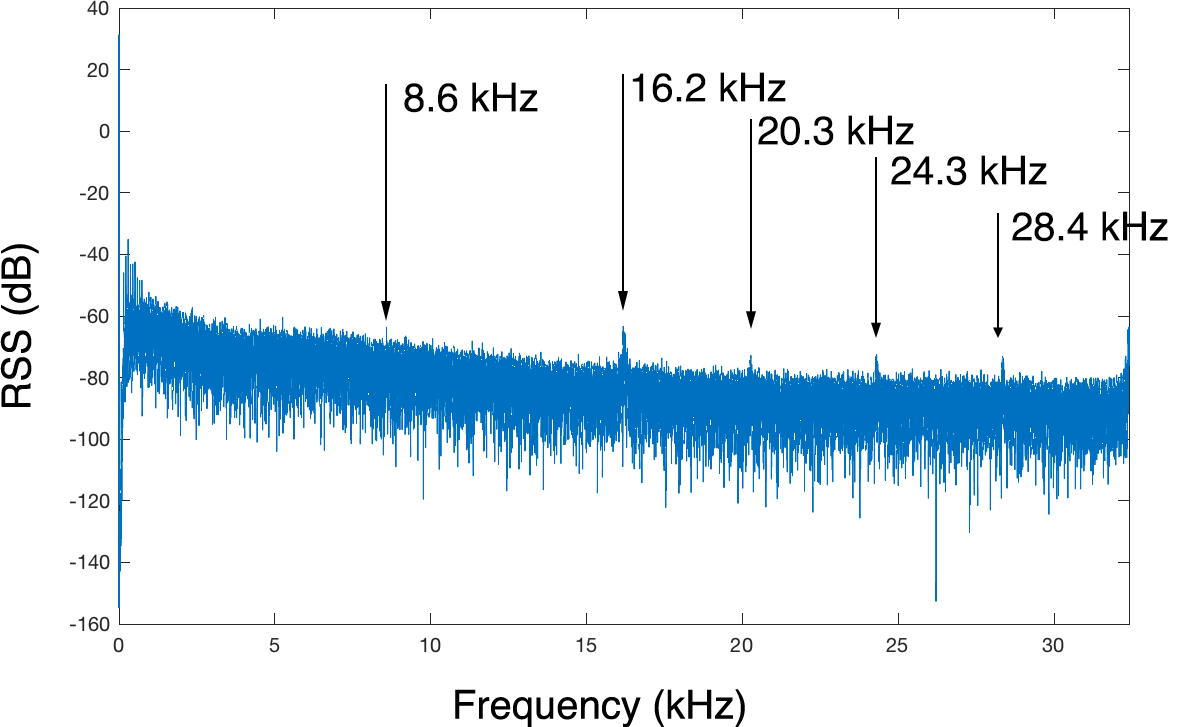 40
20
0
-20
-40
-60
-80
-100
-120
-140
-160
RSS (dB)
8.6 kHz
16.2 kHz
20.3 kHz
24.3 kHz
28.4 kHz
0 5 10 15 20 25 30
Frequency (kHz)